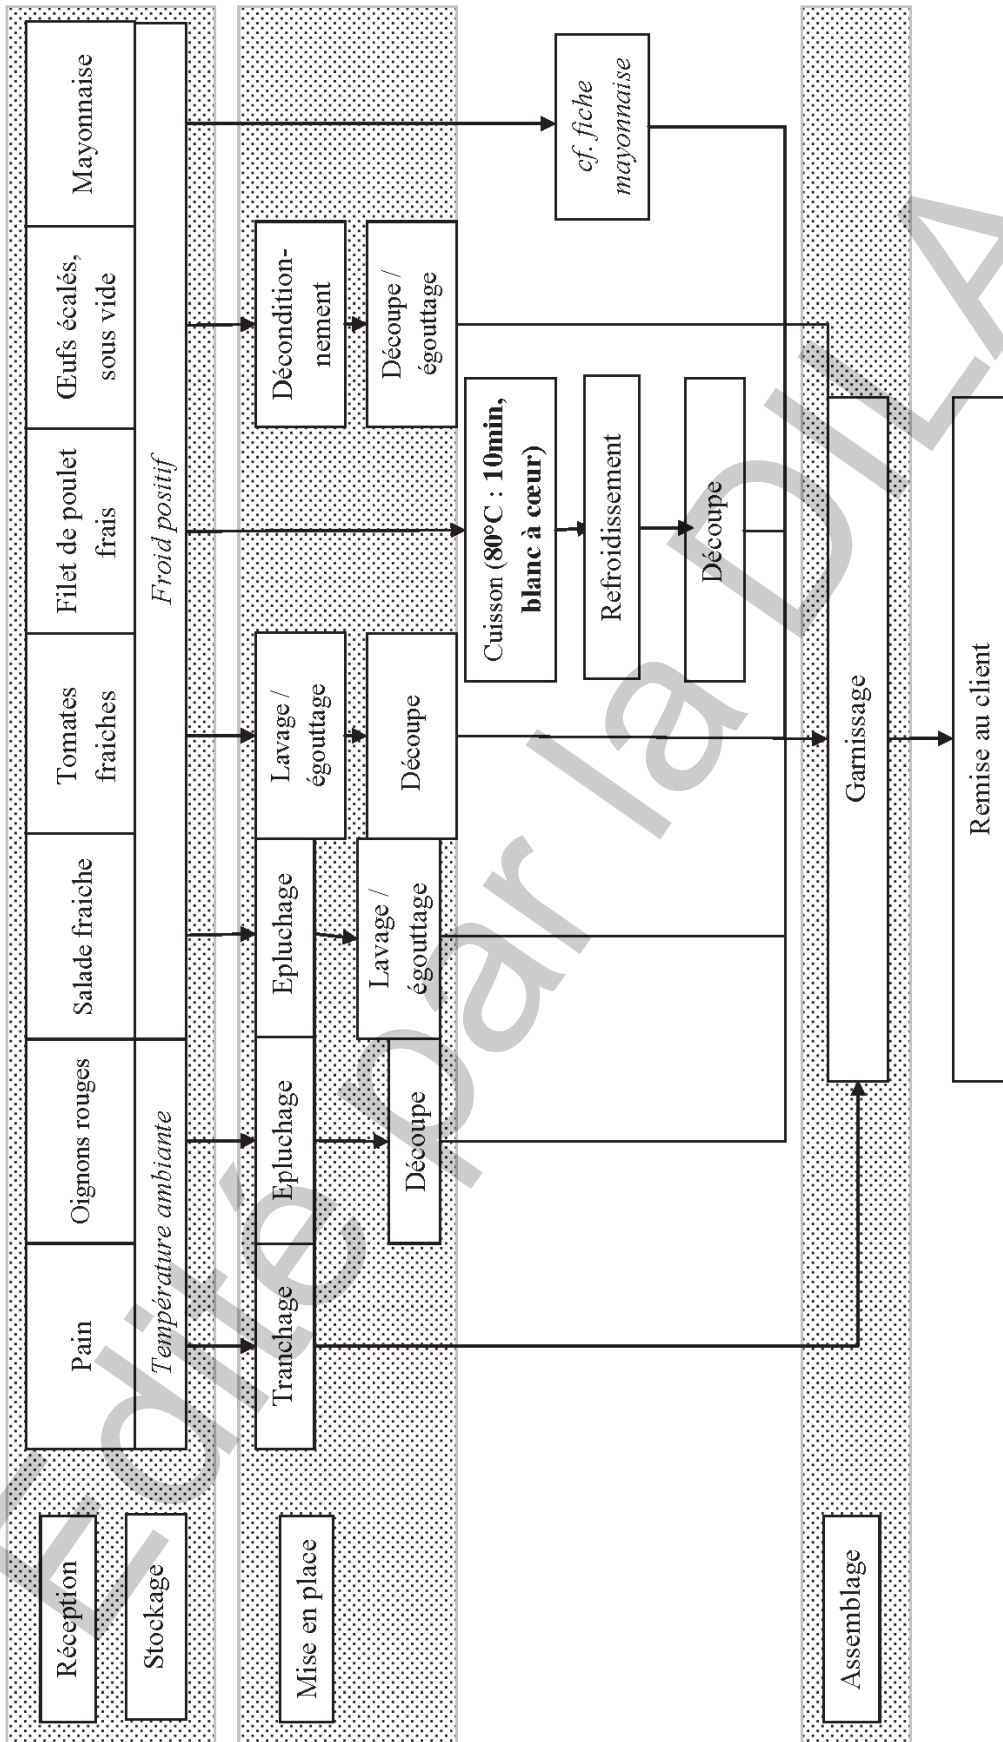 Réception
Pain
Oignons rouges
Salade fraiche
Tomates
fraiches
Filet de poulet
frais
Œufs écalés,
sous vide
Mayonnaise
Stockage
Température ambiante
Froid positif
Mise en place
Tranchage
Epluchage
Epluchage
Lavage /
égouttage
Décondition-
nement
Découpe
Lavage /
égouttage
Découpe
Découpe /
égouttage
Cuisson (80°C : 10min,
blanc à cœur)
cf. fiche
mayonnaise
Refroidissement
Découpe
Assemblage
Garnissage
Remise au client
Edité par la DILA